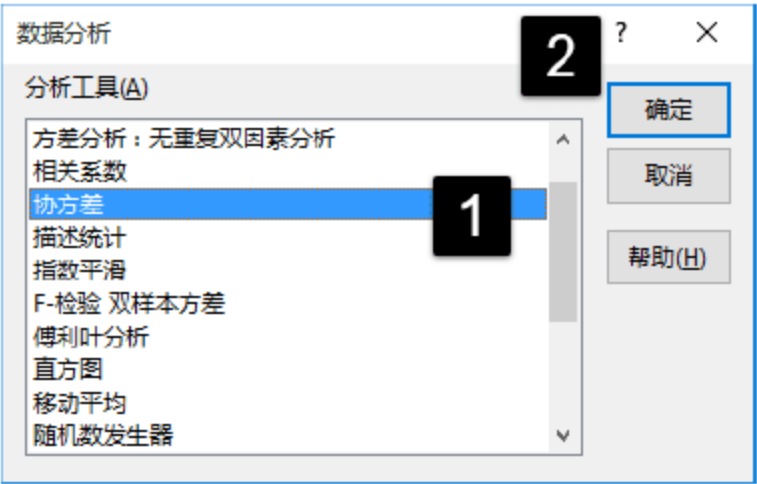 数据分析
2
?
分析工具(A)
确定
方差分析：无重复双因素分析
相关系数
取消
协方差
1
描述统计
帮助(H)
指数平滑
F-检验 双样本方差
傅利叶分析
直方图
移动平均
随机数发生器